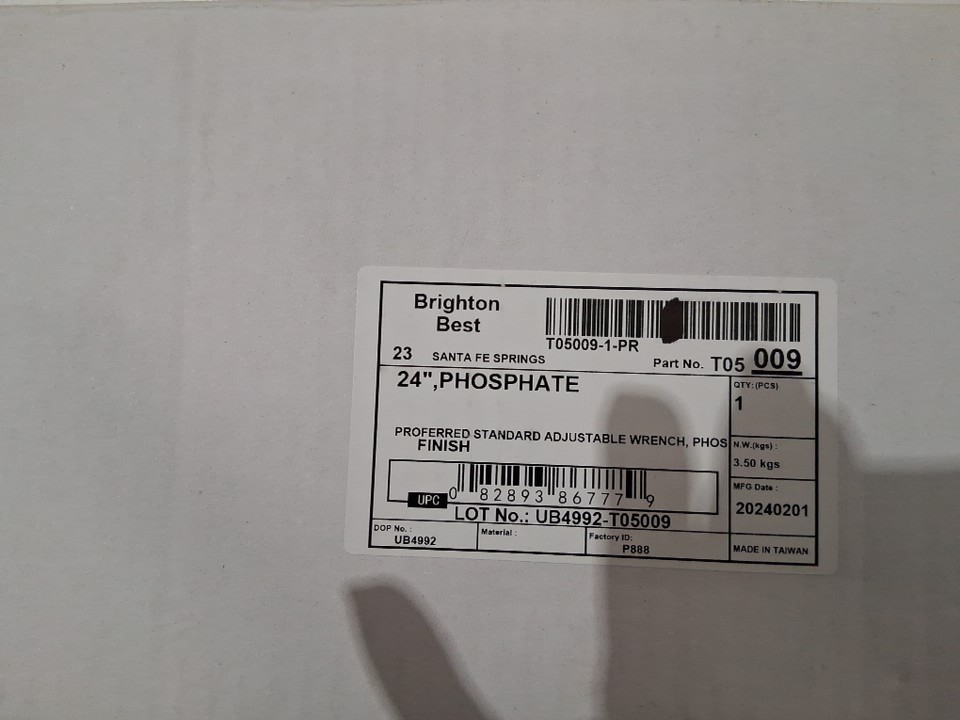 Brighton
Best
T05009-1-PR
23 SANTA FE SPRINGS
Part No. T05 009
24",PHOSPHATE
QTY:(PCS)
1
PROFERRED STANDARD ADJUSTABLE WRENCH, PHOS
FINISH
N.W.(kgs) :
3.50 kgs
UPC
0 82893 86777 9
MFG Date :
20240201
LOT No.: UB4992-T05009
DOP No. :
UB4992
Material :
Factory ID:
P888
MADE IN TAIWAN